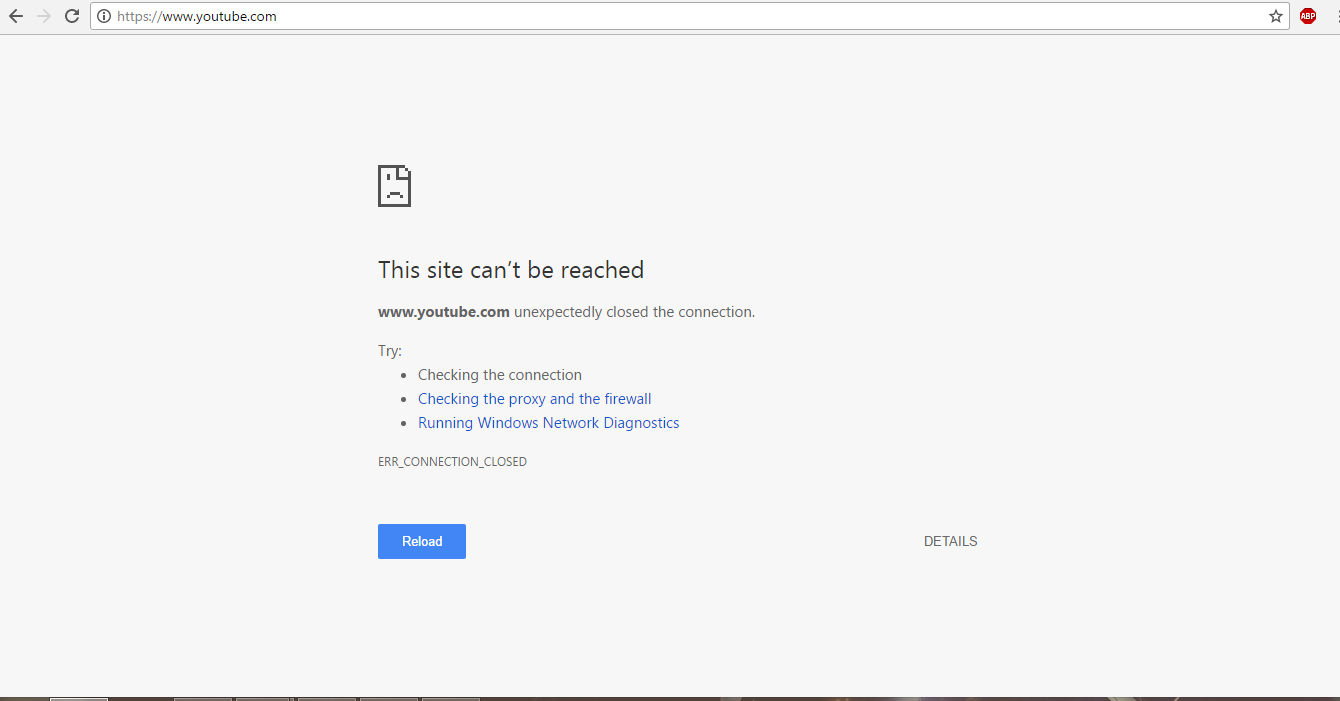 https://www.youtube.com
ABP
This site can’t be reached
www.youtube.com unexpectedly closed the connection.
Try:
Checking the connection
Checking the proxy and the firewall
Running Windows Network Diagnostics
ERR_CONNECTION_CLOSED
Reload
DETAILS